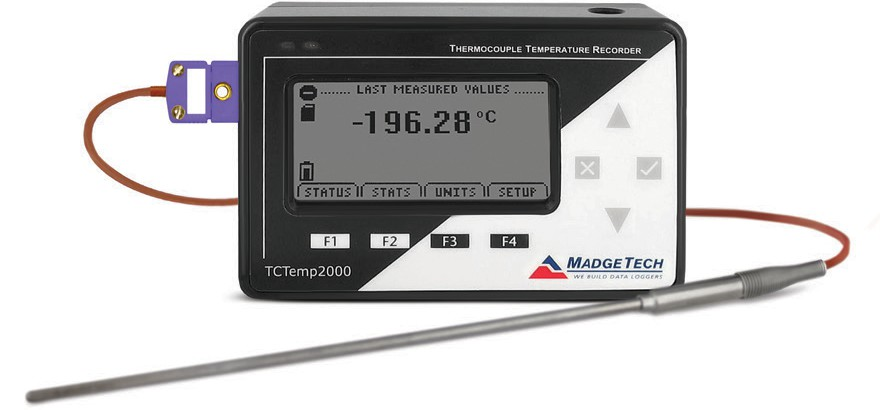 THERMOCOUPLE TEMPERATURE RECORDER
........ LAST MEASURED VALUES ........
-196.28 °C
STATUS STATS UNITS SETUP
F1 F2 F3 F4
TCTemp2000
MADGETECH
WE BUILD DATA LOGGERS